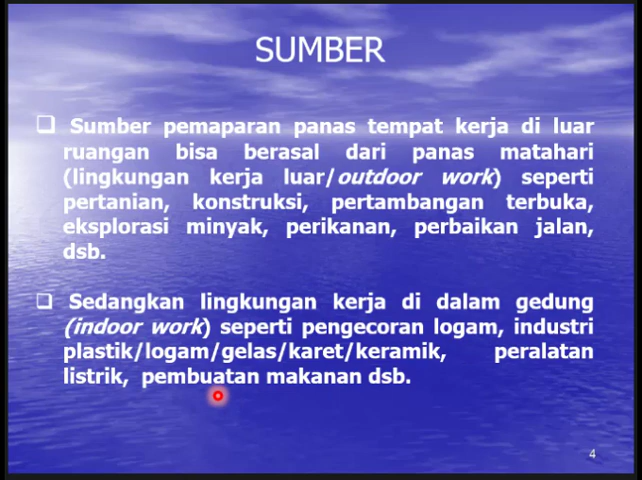 SUMBER
❑ Sumber pemaparan panas tempat kerja di luar
ruangan bisa berasal dari panas matahari
(lingkungan kerja luar/outdoor work) seperti
pertanian, konstruksi, pertambangan terbuka,
eksplorasi minyak, perikanan, perbaikan jalan,
dsb.
❑ Sedangkan lingkungan kerja di dalam gedung
(indoor work) seperti pengecoran logam, industri
plastik/logam/gelas/karet/keramik, peralatan
listrik, pembuatan makanan dsb.
4